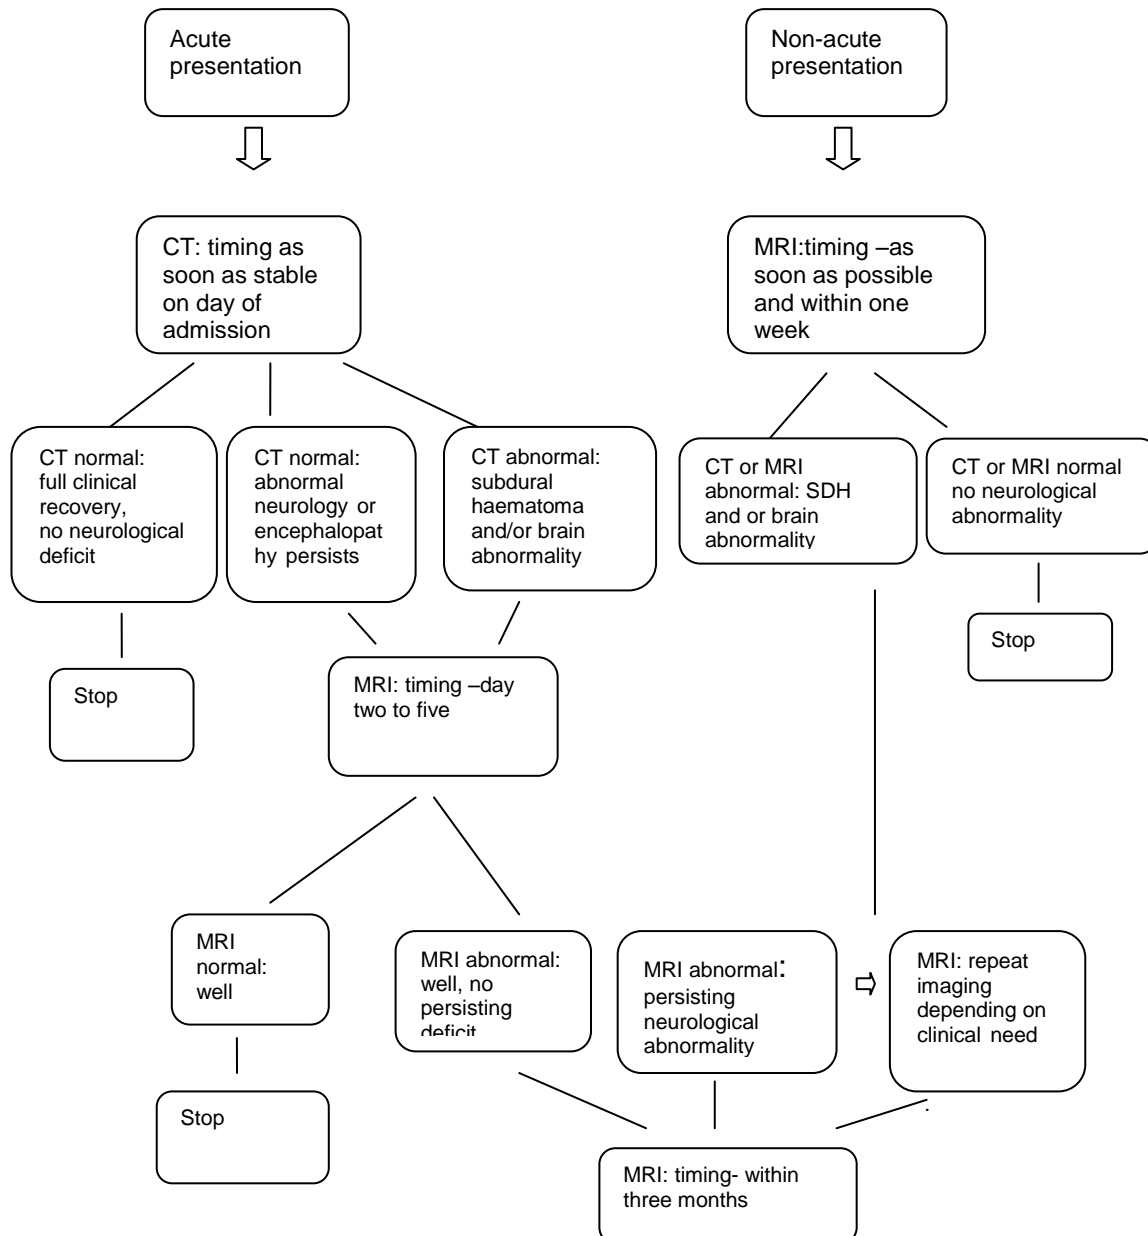 Acute
presentation
Non-acute
presentation
CT: timing as
soon as stable
on day of
admission
MRI:timing –as
soon as possible
and within one
week
CT normal:
full clinical
recovery,
no neurological
deficit
CT normal:
abnormal
neurology or
encephalopat
hy persists
CT abnormal:
subdural
haematoma
and/or brain
abnormality
CT or MRI
abnormal: SDH
and or brain
abnormality
CT or MRI normal
no neurological
abnormality
Stop
MRI: timing –day
two to five
Stop
MRI
normal:
well
MRI abnormal:
well, no
persisting
deficit
MRI abnormal:
persisting
neurological
abnormality
MRI: repeat
imaging
depending on
clinical need
Stop
MRI: timing- within
three months